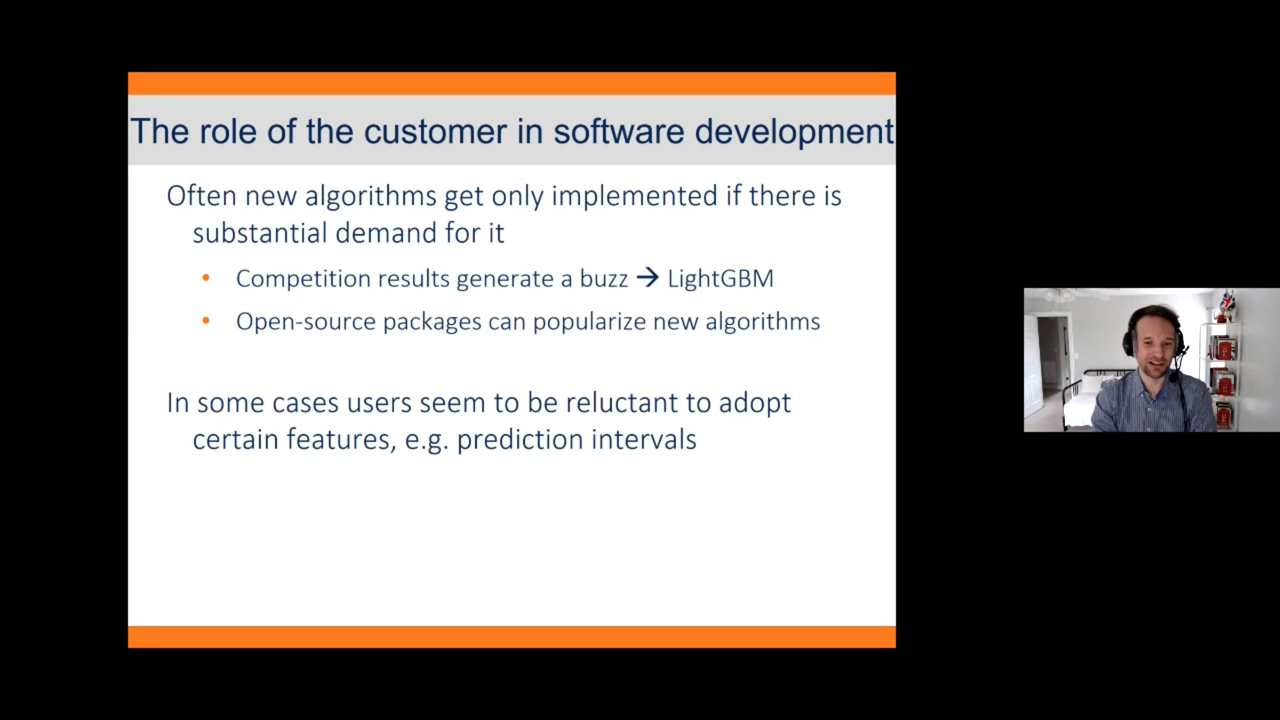 The role of the customer in software development
Often new algorithms get only implemented if there is
substantial demand for it
• Competition results generate a buzz → LightGBM
• Open-source packages can popularize new algorithms
In some cases users seem to be reluctant to adopt
certain features, e.g. prediction intervals